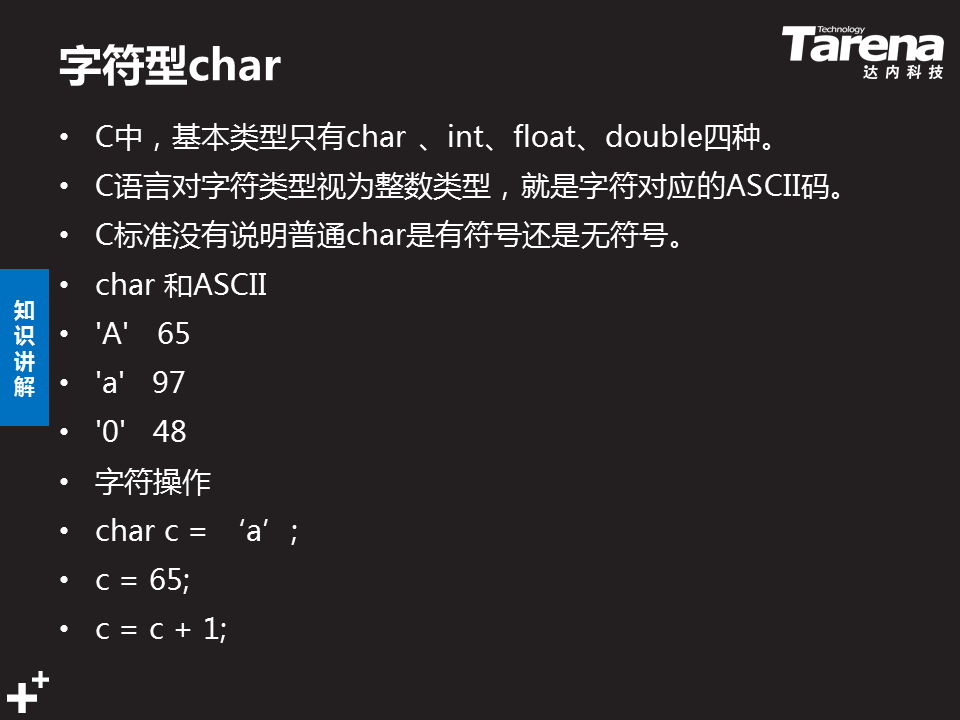 字符型char
Technology
Tarena
达内科技
• C中，基本类型只有char 、int、float、double四种。
• C语言对字符类型视为整数类型，就是字符对应的ASCII码。
• C标准没有说明普通char是有符号还是无符号。
• char 和ASCII
• 'A' 65
• 'a' 97
• '0' 48
• 字符操作
• char c = ‘a’;
• c = 65;
• c = c + 1;
知识讲解